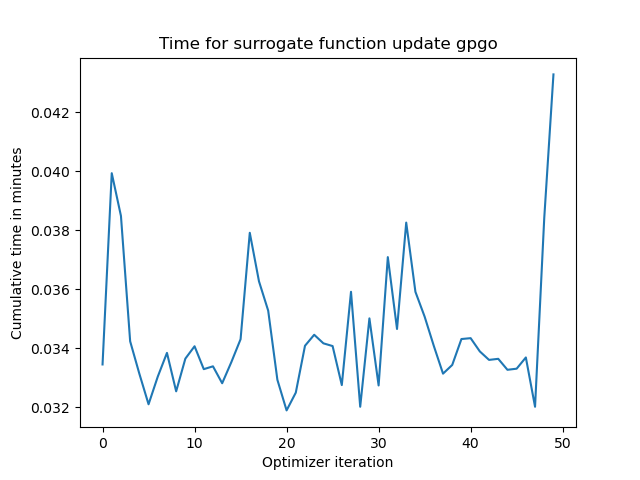 Time for surrogate function update gpgo
Cumulative time in minutes
0.042
0.040
0.038
0.036
0.034
0.032
0 10 20 30 40 50
Optimizer iteration